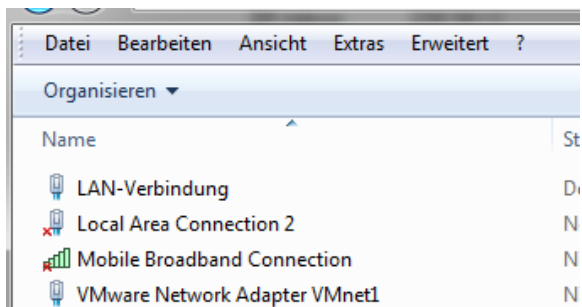 Datei Bearbeiten Ansicht Extras Erweitert ?
Organisieren
Name St
LAN-Verbindung
Local Area Connection 2 N
Mobile Broadband Connection N
VMware Network Adapter VMnet1 N